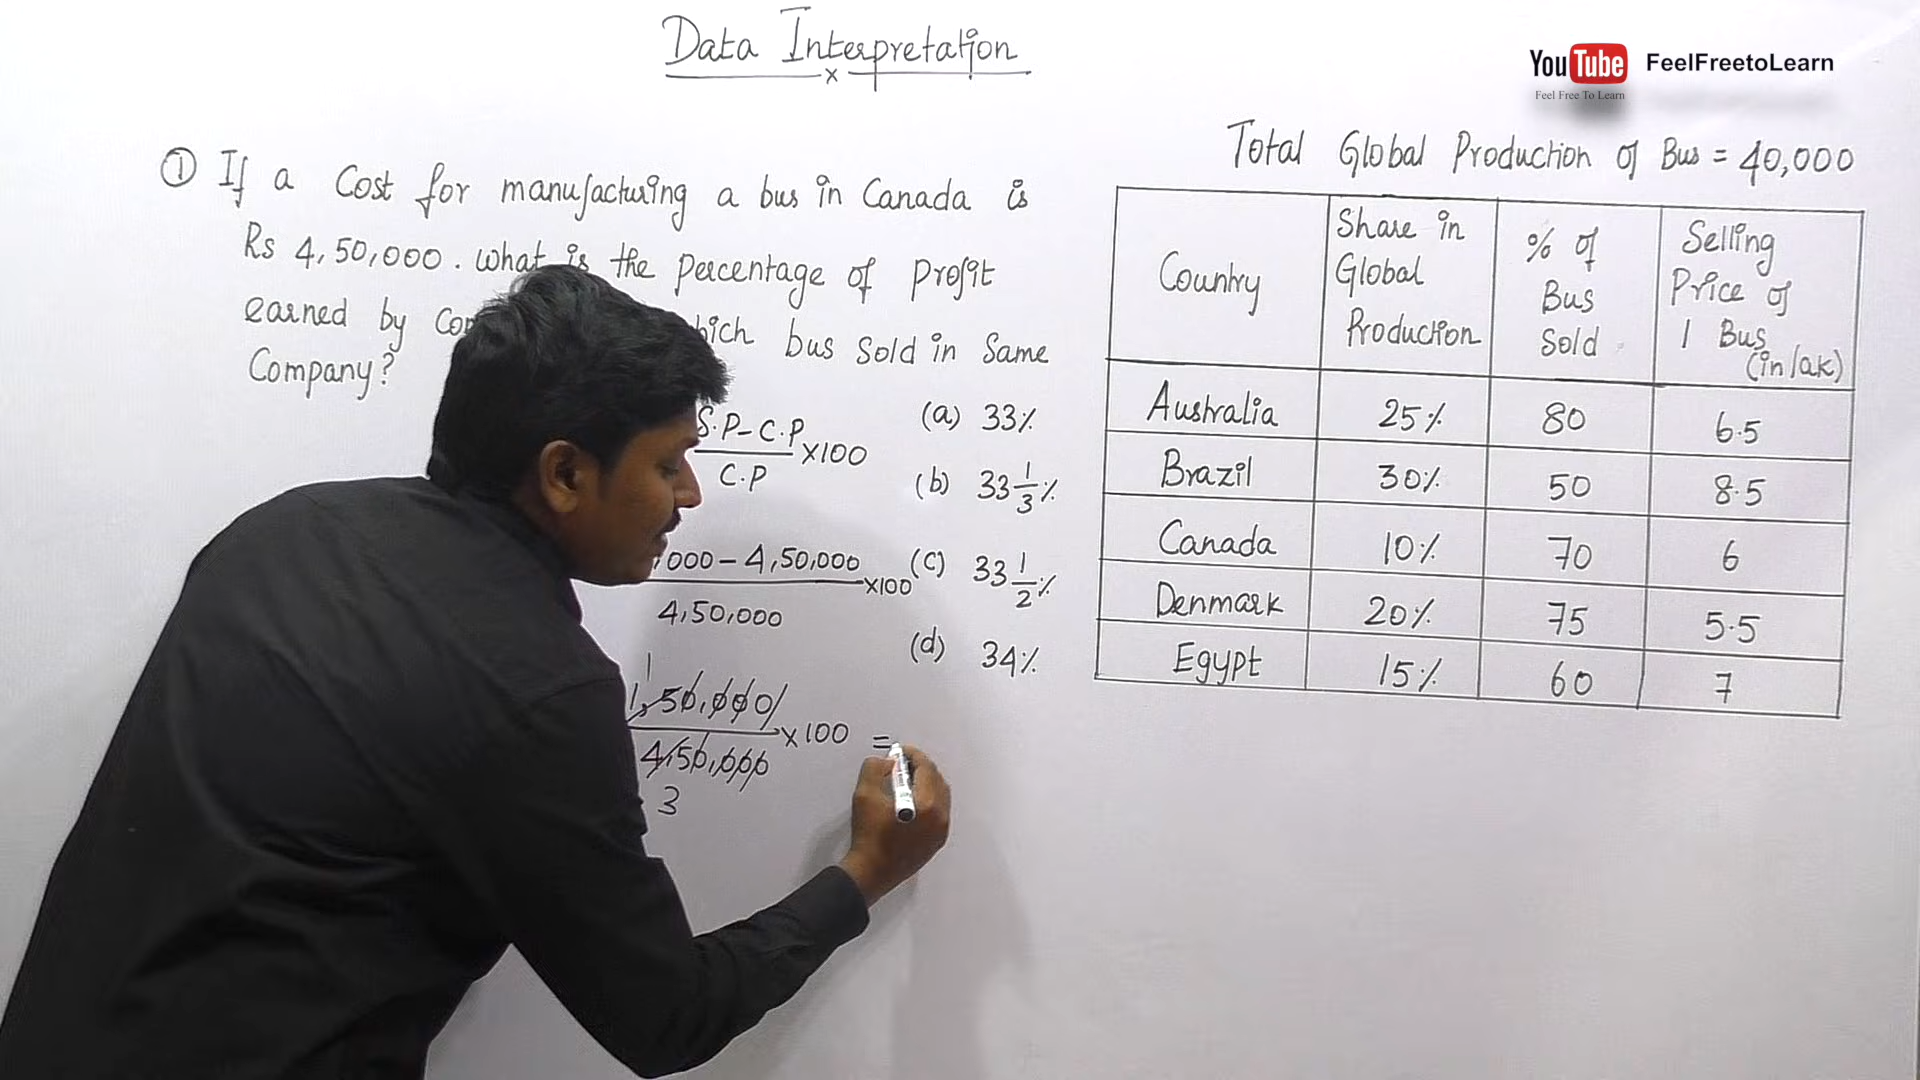 Data Interpretation
x
YouTube FeelFreetoLearn
Feel Free To Learn
① If a Cost for manufacturing a bus in Canada is
Rs 4,50,000. what is the percentage of profit
earned by bus sold in Same
Company?
S.P - C.P
C.P
x100
,000 - 4,50,000
4,50,000
x100
1
1,50,000
4,50,000
x100 =
3
(a) 33%
(b) 33 1/3 %
(c) 33 1/2 %
(d) 34%
Total Global Production of Bus = 40,000
Country | Share in Global Production | % of Bus Sold | Selling Price of 1 Bus (in lak)
Australia 25% 80 6.5
Brazil 30% 50 8.5
Canada 10% 70 6
Denmark 20% 75 5.5
Egypt 15% 60 7